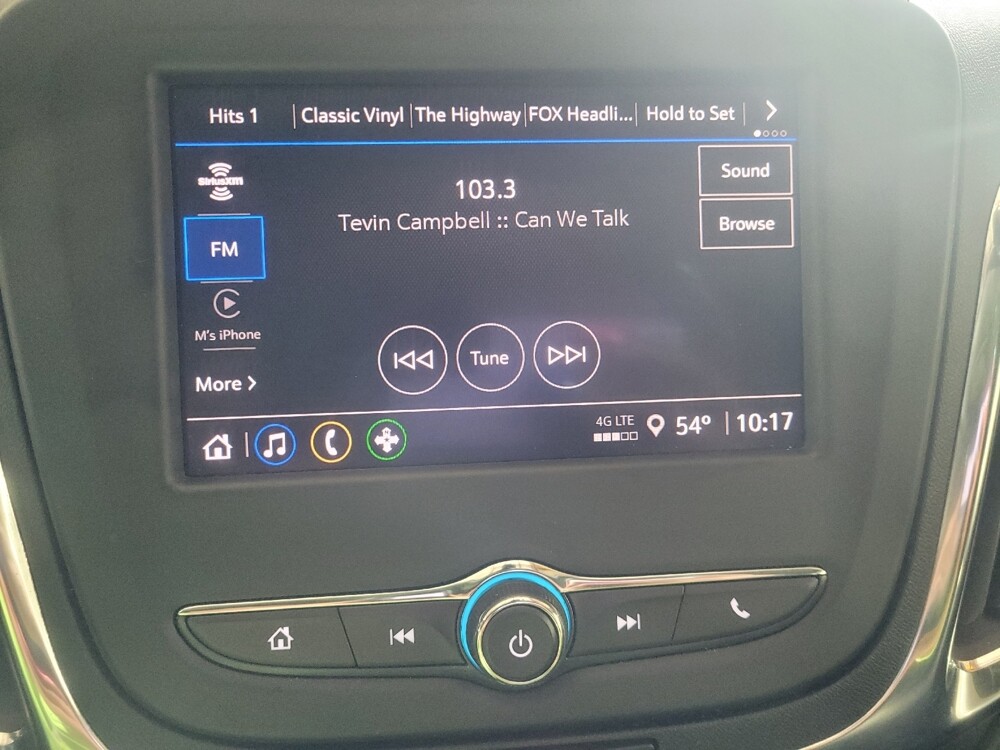 Hits 1 Classic Vinyl The Highway FOX Headli... Hold to Set
SiriusXM
Sound
103.3
Tevin Campbell :: Can We Talk
Browse
FM
M's iPhone
Tune
More
4G LTE
54° 10:17